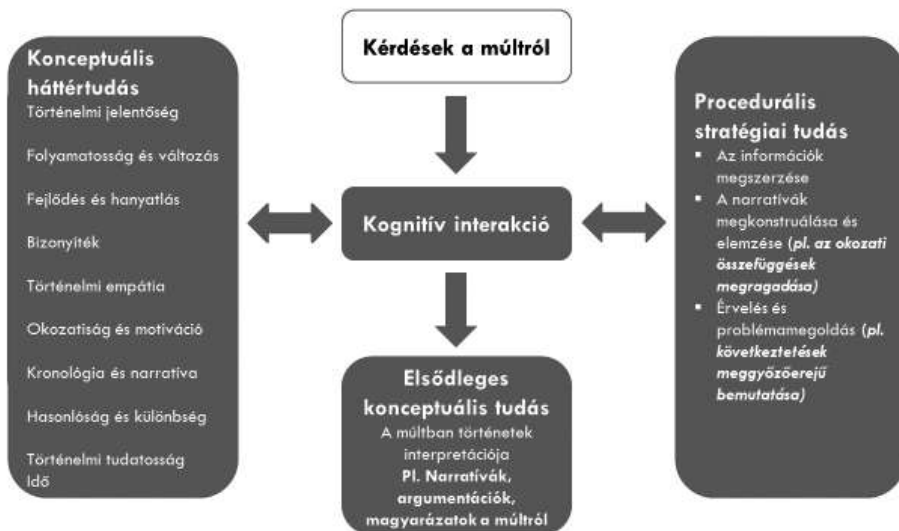 Konceptuális
háttértudás
Történelmi jelentőség
Folyamatosság és változás
Fejlődés és hanyatlás
Bizonyíték
Történelmi empátia
Okozatiság és motiváció
Kronológia és narratíva
Hasonlóság és különbség
Történelmi tudatosság
Idő
Kérdések a múltról
Kognitív interakció
Elsődleges
konceptuális tudás
A múltban történetek
interpretációja
Pl. Narratívák,
argumentációk,
magyarázatok a múltról
Procedurális
stratégiai tudás
▪ Az információk
megszerzése
▪ A narratívák
megkonstruálása és
elemzése (pl. az okozati
összefüggések
megragadása)
▪ Érvelés és
problémamegoldás (pl.
következtetések
meggyőzőerejű
bemutatása)